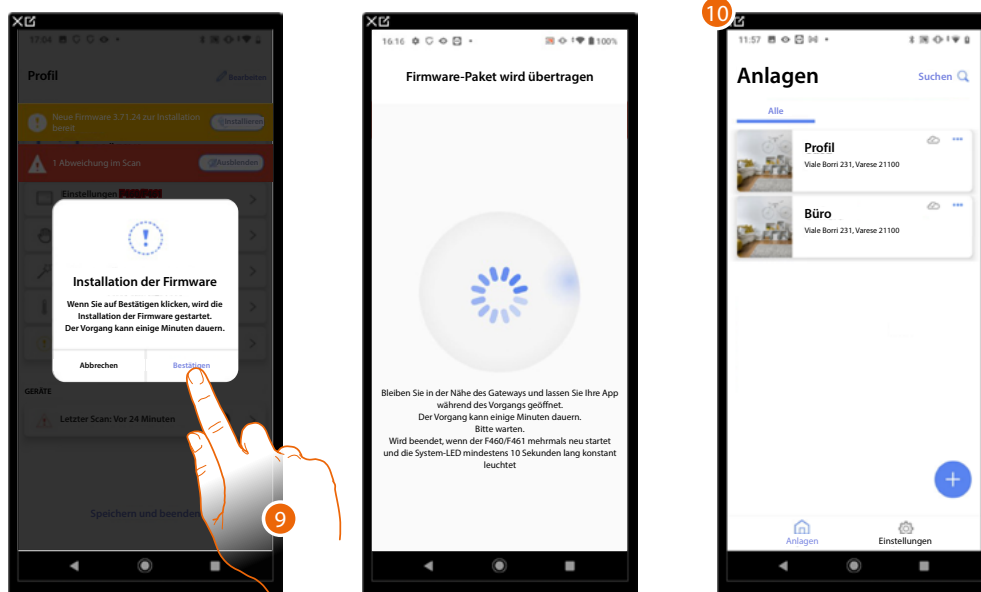 17:04
Profil
Bearbeiten
Neue Firmware 3.71.24 zur Installation
bereit
Installieren
1 Abweichung im Scan
Ausblenden
Einstellungen
Installation der Firmware
Wenn Sie auf Bestätigen klicken, wird die
Installation der Firmware gestartet.
Der Vorgang kann einige Minuten dauern.
Abbrechen
Bestätigen
GERÄTE
Letzter Scan: Vor 24 Minuten
Speichern und beenden
9
16:16
100%
Firmware-Paket wird übertragen
Bleiben Sie in der Nähe des Gateways und lassen Sie Ihre App
während des Vorgangs geöffnet.
Der Vorgang kann einige Minuten dauern.
Bitte warten.
Wird beendet, wenn der F460/F461 mehrmals neu startet
und die System-LED mindestens 10 Sekunden lang konstant
leuchtet
10
11:57
Anlagen
Suchen
Alle
Profil
Viale Borri 231, Varese 21100
Büro
Viale Borri 231, Varese 21100
Anlagen
Einstellungen